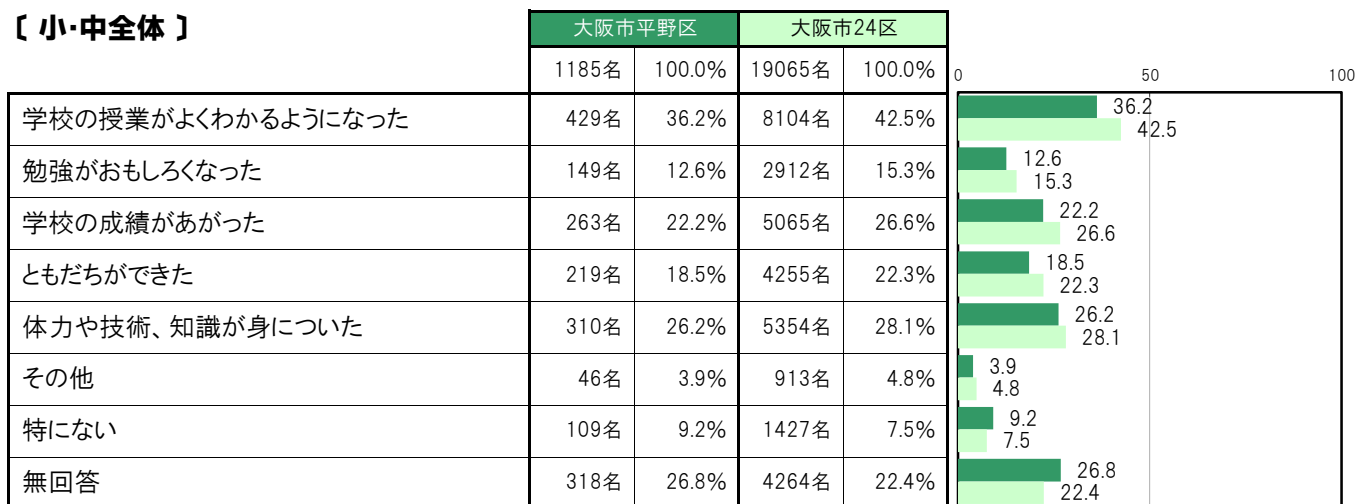 〔 小・中全体 〕
大阪市平野区 大阪市24区
1185名 100.0% 19065名 100.0%
0 50 100
学校の授業がよくわかるようになった 429名 36.2% 8104名 42.5% 36.2
42.5
勉強がおもしろくなった 149名 12.6% 2912名 15.3% 12.6
15.3
学校の成績があがった 263名 22.2% 5065名 26.6% 22.2
26.6
ともだちができた 219名 18.5% 4255名 22.3% 18.5
22.3
体力や技術、知識が身についた 310名 26.2% 5354名 28.1% 26.2
28.1
その他 46名 3.9% 913名 4.8% 3.9
4.8
特にない 109名 9.2% 1427名 7.5% 9.2
7.5
無回答 318名 26.8% 4264名 22.4% 26.8
22.4